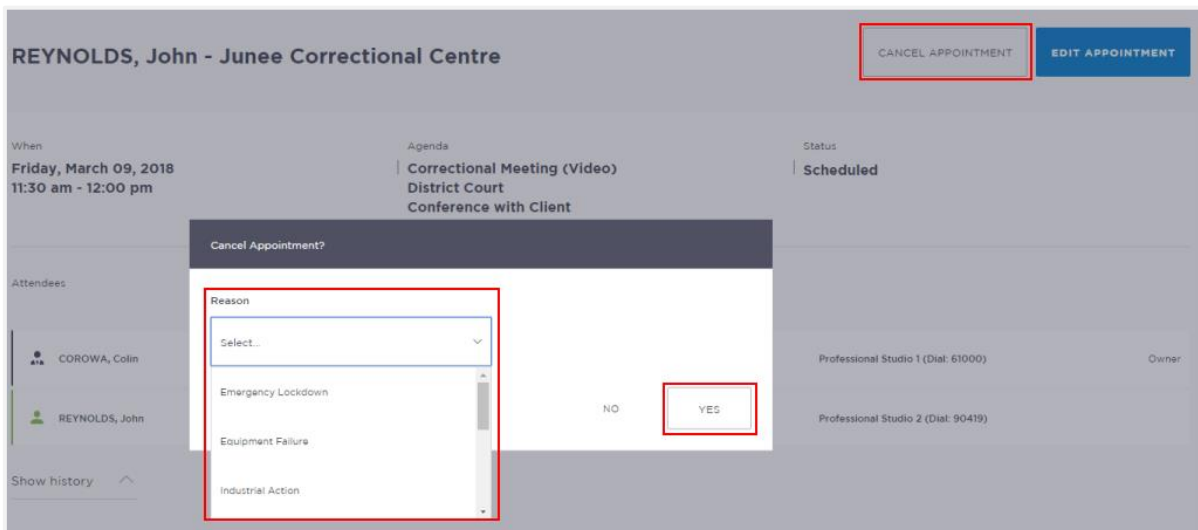 REYNOLDS, John - Junee Correctional Centre
CANCEL APPOINTMENT
EDIT APPOINTMENT
When
Agenda
Status
Friday, March 09, 2018
Correctional Meeting (Video)
Scheduled
11:30 am - 12:00 pm
District Court
Conference with Client
Cancel Appointment?
Attendees
Reason
Select...
COROWA, Colin
Professional Studio 1 (Dial: 61000)
Owner
Emergency Lockdown
NO
YES
REYNOLDS, John
Professional Studio 2 (Dial: 90419)
Equipment Failure
Show history
Industrial Action